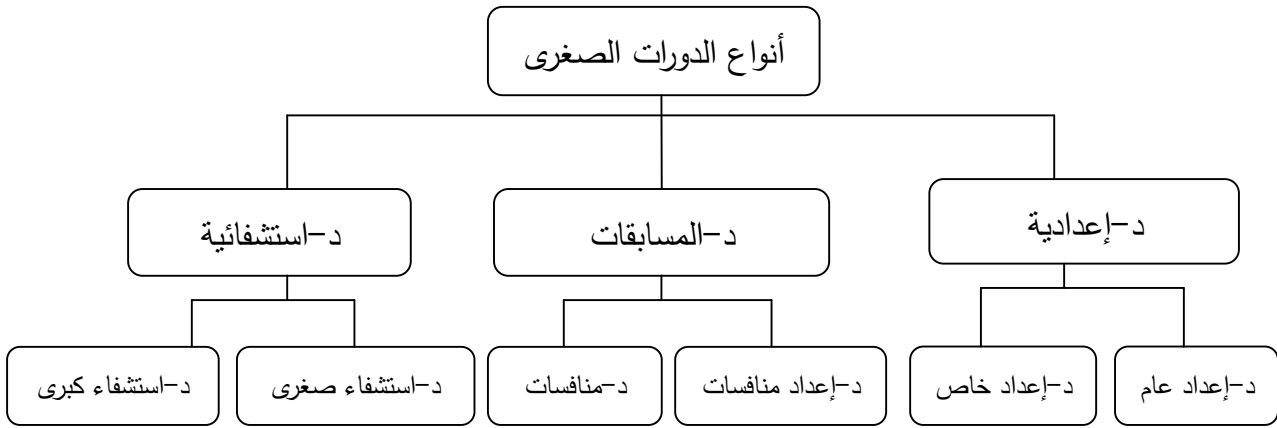 أنواع الدورات الصغرى
د-إعدادية
د-المسابقات
د-استشفائية
د-إعداد عام
د-إعداد خاص
د-إعداد منافسات
د-منافسات
د-استشفاء صغرى
د-استشفاء كبرى